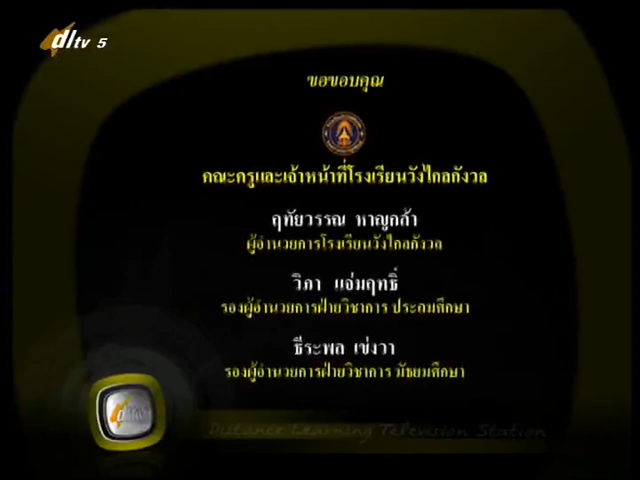 dltv 5
ขอขอบคุณ
คณะครูและเจ้าหน้าที่โรงเรียนวังไกลกังวล
ฤทัยวรรณ หาญกล้า
ผู้อำนวยการโรงเรียนวังไกลกังวล
วิภา แจ่มฤทธิ์
รองผู้อำนวยการฝ่ายวิชาการ ประถมศึกษา
ธีระพล เข่งวา
รองผู้อำนวยการฝ่ายวิชาการ มัธยมศึกษา
Distance Learning Television Station